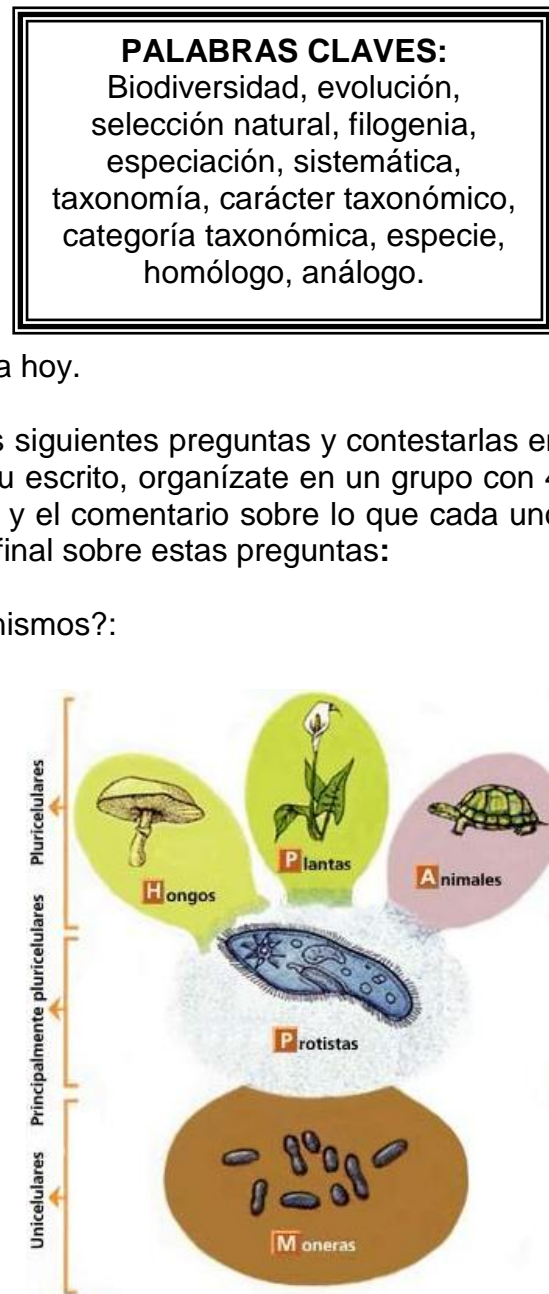 PALABRAS CLAVES:
Biodiversidad, evolución,
selección natural, filogenia,
especiación, sistemática,
taxonomía, carácter taxonómico,
categoría taxonómica, especie,
homólogo, análogo.
a hoy.
s siguientes preguntas y contestarlas en
u escrito, organízate en un grupo con 4
y el comentario sobre lo que cada uno
final sobre estas preguntas:
nismos?:
Pluricelulares
Hongos
Plantas
Animales
Principalmente pluricelulares
Protistas
Unicelulares
Moneras